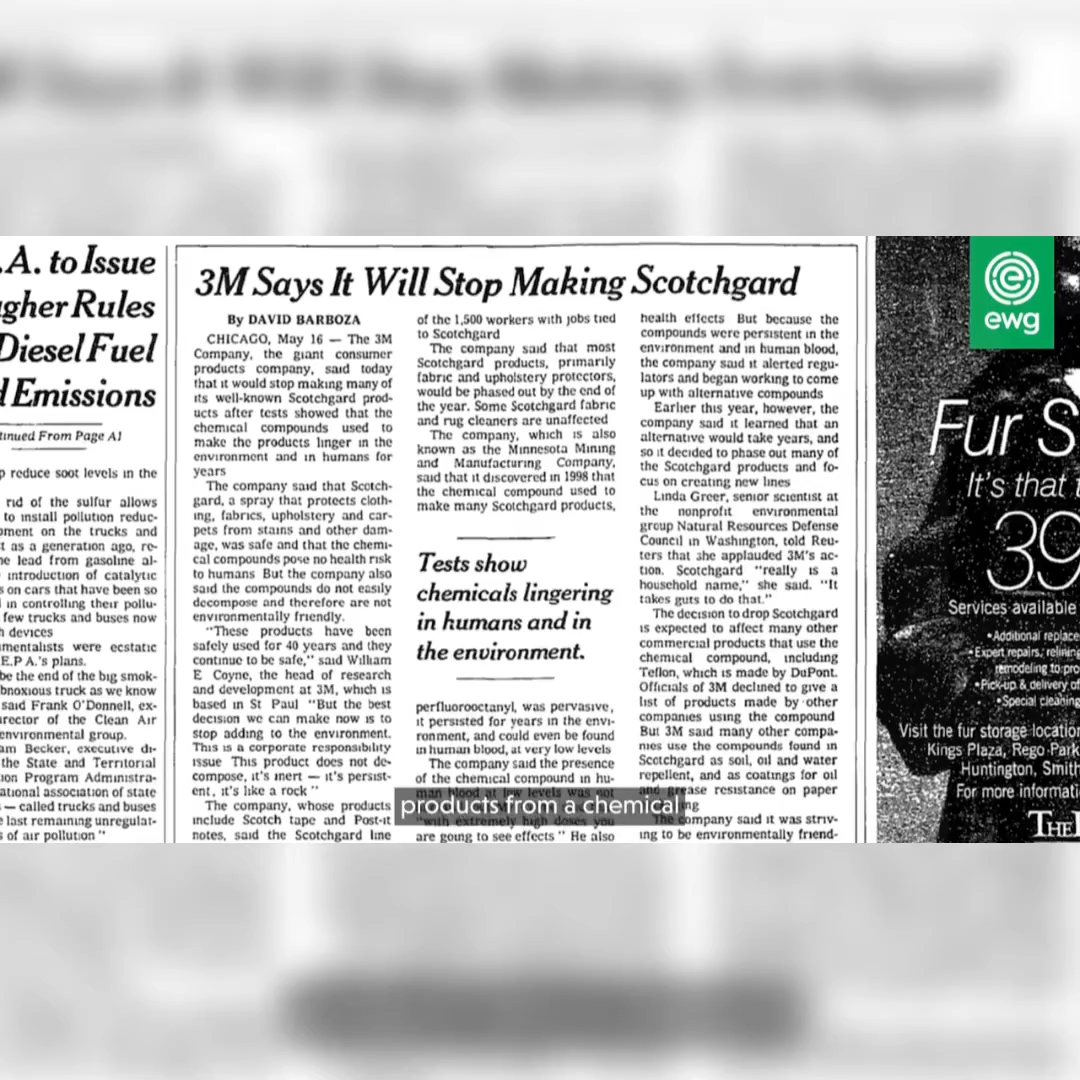 .A. to Issue
gher Rules
Diesel Fuel
d Emissions
tinued From Page A1
p reduce soot levels in the
rid of the sulfur allows
to install pollution reduc-
pment on the trucks and
t as a generation ago, re-
e lead from gasoline al-
introduction of catalytic
s on cars that have been so
l in controlling their pollu-
few trucks and buses now
h devices
mentalists were ecstatic
E.P A.'s plans.
be the end of the big smok-
bnoxious truck as we know
said Frank O'Donnell, ex-
irector of the Clean Air
environmental group.
am Becker, executive di-
the State and Territorial
ion Program Administra-
ational association of state
— called trucks and buses
e last remaining unregulat-
s of air pollution "
3M Says It Will Stop Making Scotchgard
By DAVID BARBOZA
CHICAGO, May 16 — The 3M
Company, the giant consumer
products company, said today
that it would stop making many of
its well-known Scotchgard prod-
ucts after tests showed that the
chemical compounds used to
make the products linger in the
environment and in humans for
years
The company said that Scotch-
gard, a spray that protects cloth-
ing, fabrics, upholstery and car-
pets from stains and other dam-
age, was safe and that the chemi-
cal compounds pose no health risk
to humans But the company also
said the compounds do not easily
decompose and therefore are not
environmentally friendly.
"These products have been
safely used for 40 years and they
continue to be safe," said William
E Coyne, the head of research
and development at 3M, which is
based in St Paul "But the best
decision we can make now is to
stop adding to the environment.
This is a corporate responsibility
issue This product does not de-
compose, it's inert — it's persist-
ent, it's like a rock "
The company, whose products
include Scotch tape and Post-it
notes, said the Scotchgard line
of the 1,500 workers with jobs tied
to Scotchgard
The company said that most
Scotchgard products, primarily
fabric and upholstery protectors,
would be phased out by the end of
the year. Some Scotchgard fabric
and rug cleaners are unaffected
The company, which is also
known as the Minnesota Mining
and Manufacturing Company,
said that it discovered in 1998 that
the chemical compound used to
make many Scotchgard products,
Tests show
chemicals lingering
in humans and in
the environment.
perfluorooctanyl, was pervasive,
it persisted for years in the envi-
ronment, and could even be found
in human blood, at very low levels
The company said the presence
of the chemical compound in hu-
man blood at low levels was not
"with extremely high doses you
are going to see effects " He also
health effects But because the
compounds were persistent in the
environment and in human blood,
the company said it alerted regu-
lators and began working to come
up with alternative compounds
Earlier this year, however, the
company said it learned that an
alternative would take years, and
so it decided to phase out many of
the Scotchgard products and fo-
cus on creating new lines
Linda Greer, senior scientist at
the nonprofit environmental
group Natural Resources Defense
Council in Washington, told Reu-
ters that she applauded 3M's ac-
tion. Scotchgard "really is a
household name," she said. "It
takes guts to do that."
The decision to drop Scotchgard
is expected to affect many other
commercial products that use the
chemical compound, including
Teflon, which is made by DuPont.
Officials of 3M declined to give a
list of products made by other
companies using the compound
But 3M said many other compa-
nies use the compounds found in
Scotchgard as soil, oil and water
repellent, and as coatings for oil
and grease resistance on paper
ng
The company said it was striv-
ing to be environmentally friend-
products from a chemical
ewg
Fur S
It's that t
39
Services available
•Additional replace
•Expert repairs, relining
remodeling to pro
•Pick-up & delivery of
•Special cleaning
Visit the fur storage location
Kings Plaza, Rego Park
Huntington, Smith
For more informati
THE